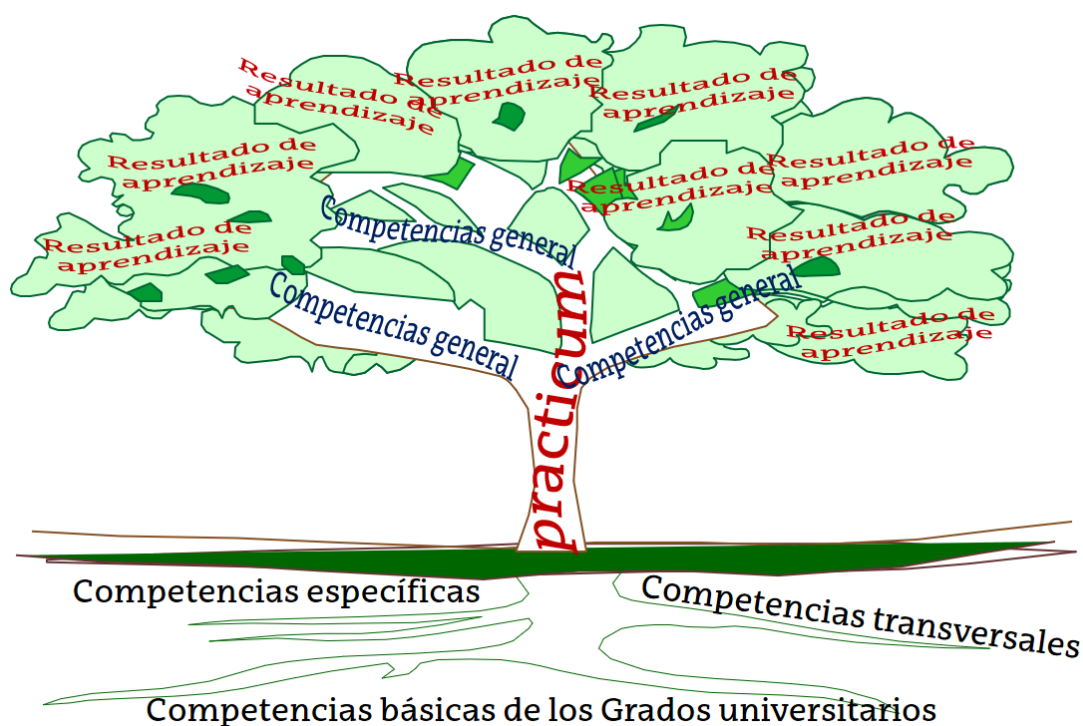 Resultado de
aprendizaje
Resultado de
aprendizaje
Resultado de
aprendizaje
Resultado de
aprendizaje
Resultado de
aprendizaje
Resultado de
aprendizaje
Resultado de
aprendizaje
Resultado de
aprendizaje
Resultado de
aprendizaje
Competencias general
Competencias general
Competencias general
practicum
Competencias específicas
Competencias transversales
Competencias básicas de los Grados universitarios